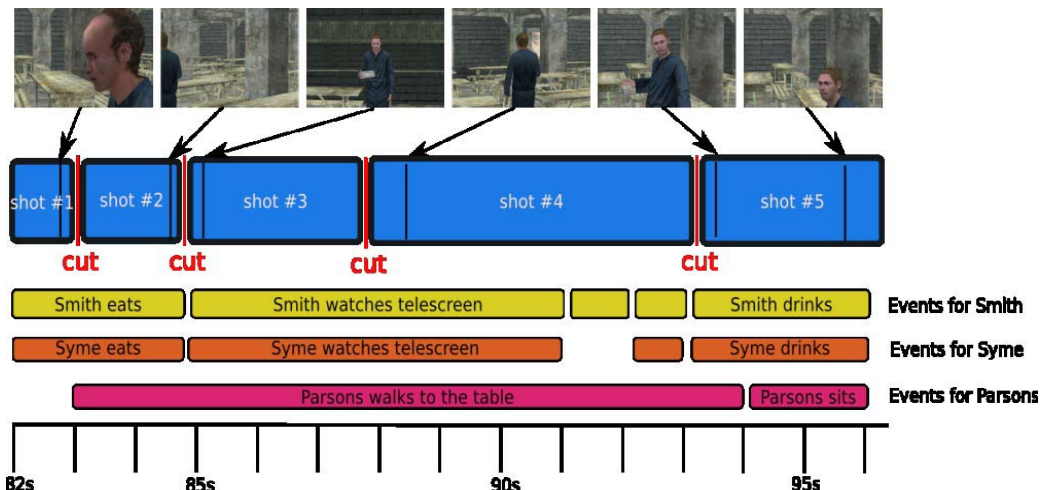 shot #1
shot #2
shot #3
shot #4
shot #5
cut
cut
cut
cut
Smith eats
Smith watches telescreen
Smith drinks
Events for Smith
Syme eats
Syme watches telescreen
Syme drinks
Events for Syme
Parsons walks to the table
Parsons sits
Events for Parsons
82s
85s
90s
95s